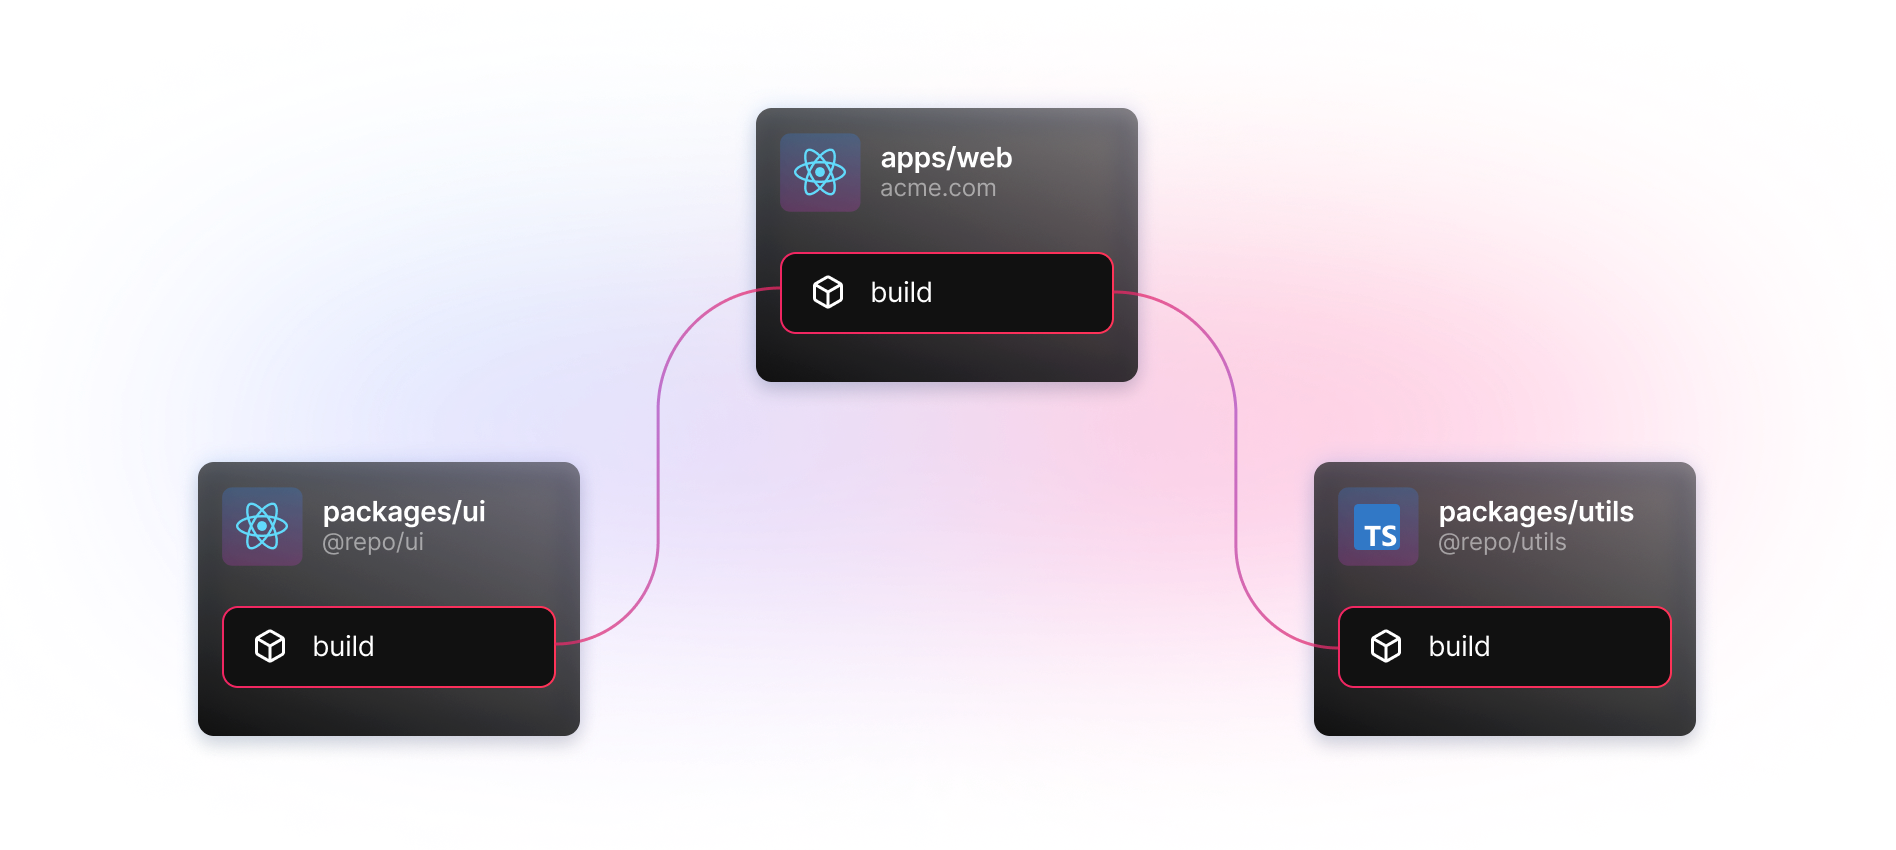 apps/web
acme.com
build
packages/ui
@repo/ui
build
TS
packages/utils
@repo/utils
build